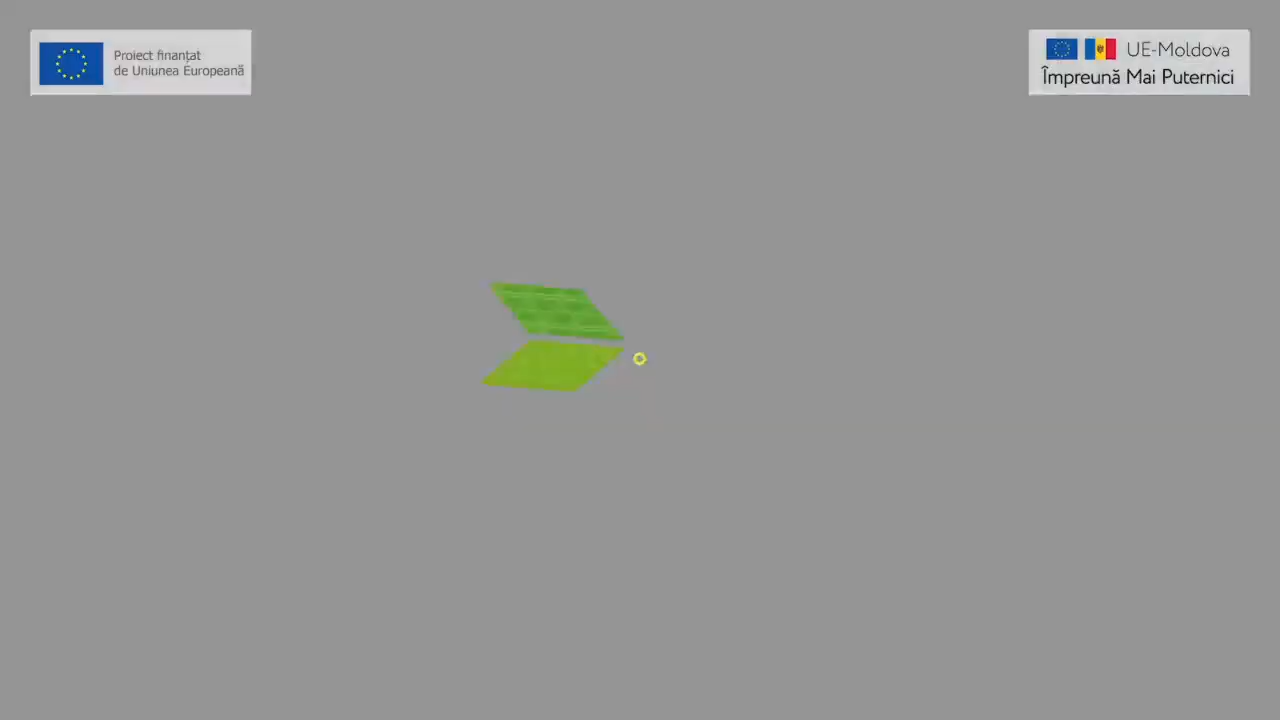 Proiect finanțat
de Uniunea Europeană
UE-Moldova
Împreună Mai Puternici